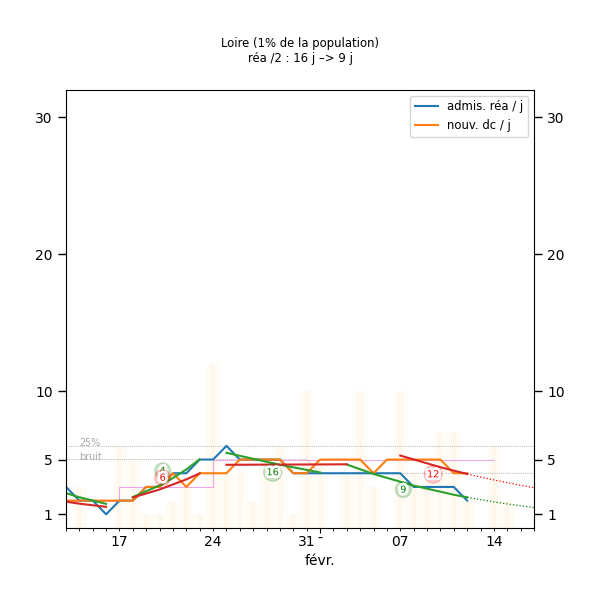 Loire (1% de la population)
réa /2 : 16 j –> 9 j
admis. réa / j
nouv. dc / j
30 30
20 20
10 10
25%
bruit
5 5
4
6
16
12
9
1 1
17 24 31 07 14
févr.